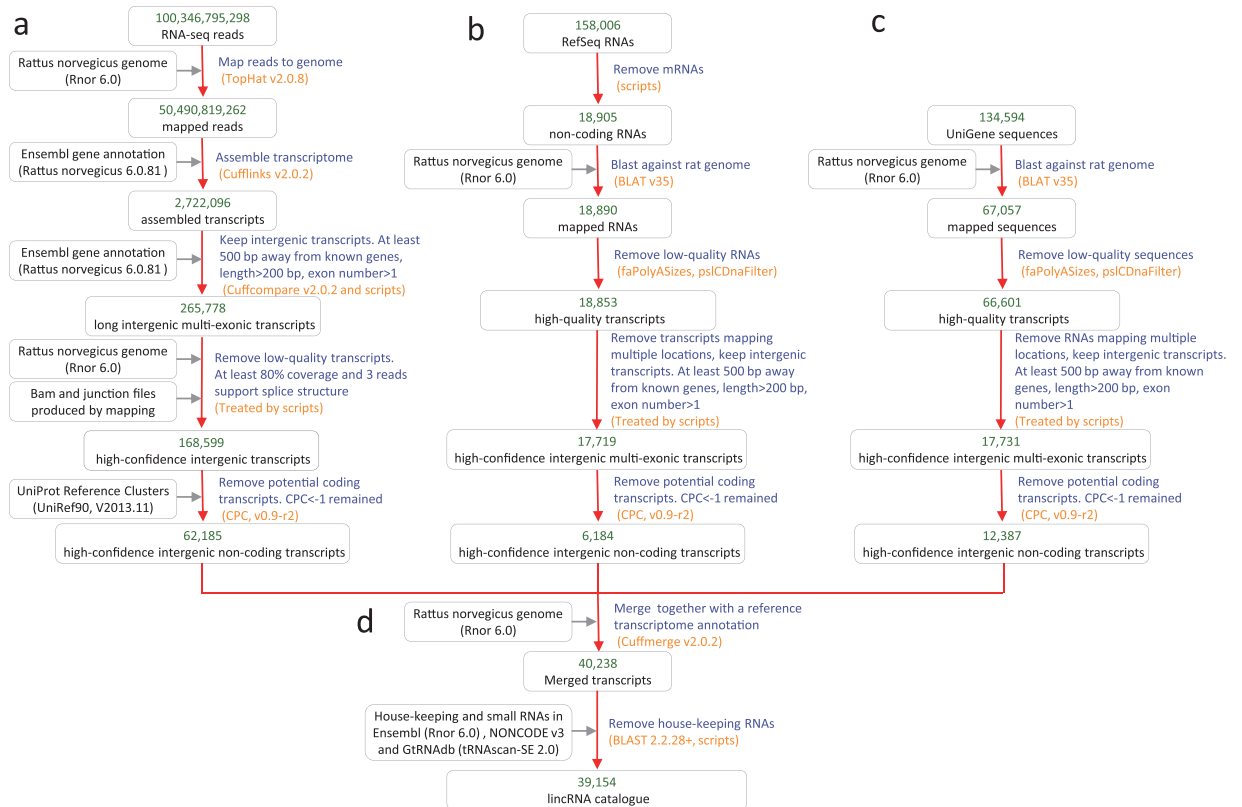 a
100,346,795,298
RNA-seq reads
Rattus norvegicus genome
(Rnor 6.0)
Map reads to genome
(TopHat v2.0.8)
50,490,819,262
mapped reads
Ensembl gene annotation
(Rattus norvegicus 6.0.81 )
Assemble transcriptome
(Cufflinks v2.0.2)
2,722,096
assembled transcripts
Ensembl gene annotation
(Rattus norvegicus 6.0.81)
Keep intergenic transcripts. At least
500 bp away from known genes,
length>200 bp, exon number>1
(Cuffcompare v2.0.2 and scripts)
265,778
long intergenic multi-exonic transcripts
Rattus norvegicus genome
(Rnor 6.0)
Bam and junction files
produced by mapping
Remove low-quality transcripts.
At least 80% coverage and 3 reads
support splice structure
(Treated by scripts)
168,599
high-confidence intergenic transcripts
UniProt Reference Clusters
(UniRef90, V2013.11)
Remove potential coding
transcripts. CPC<-1 remained
(CPC, v0.9-r2)
62,185
high-confidence intergenic non-coding transcripts
b
158,006
RefSeq RNAs
Remove mRNAs
(scripts)
18,905
non-coding RNAs
Rattus norvegicus genome
(Rnor 6.0)
Blast against rat genome
(BLAT v35)
18,890
mapped RNAs
Remove low-quality RNAs
(faPolyASizes, pslCDnaFilter)
18,853
high-quality transcripts
Remove transcripts mapping
multiple locations, keep intergenic
transcripts. At least 500 bp away
from known genes, length>200 bp,
exon number>1
(Treated by scripts)
17,719
high-confidence intergenic multi-exonic transcripts
Remove potential coding
transcripts. CPC<-1 remained
(CPC, v0.9-r2)
6,184
high-confidence intergenic non-coding transcripts
c
134,594
UniGene sequences
Rattus norvegicus genome
(Rnor 6.0)
Blast against rat genome
(BLAT v35)
67,057
mapped sequences
Remove low-quality sequences
(faPolyASizes, pslCDnaFilter)
66,601
high-quality transcripts
Remove RNAs mapping multiple
locations, keep intergenic transcripts.
At least 500 bp away from known
genes, length>200 bp, exon
number>1
(Treated by scripts)
17,731
high-confidence intergenic multi-exonic transcripts
Remove potential coding
transcripts. CPC<-1 remained
(CPC, v0.9-r2)
12,387
high-confidence intergenic non-coding transcripts
d
Rattus norvegicus genome
(Rnor 6.0)
Merge together with a reference
transcriptome annotation
(Cuffmerge v2.0.2)
40,238
Merged transcripts
House-keeping and small RNAs in
Ensembl (Rnor 6.0) , NONCODE v3
and GtRNAdb (tRNAscan-SE 2.0)
Remove house-keeping RNAs
(BLAST 2.2.28+, scripts)
39,154
lincRNA catalogue